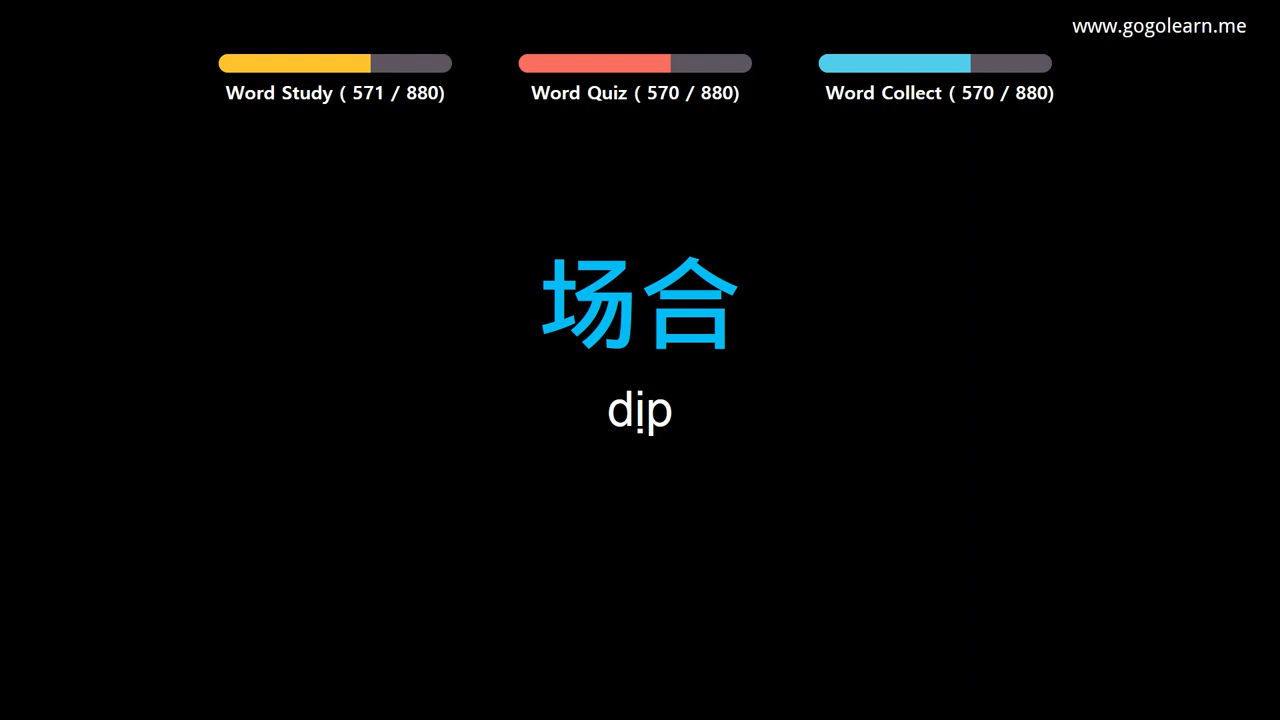 www.gogolearn.me
Word Study ( 571 / 880)
Word Quiz ( 570 / 880)
Word Collect ( 570 / 880)
场合
dịp